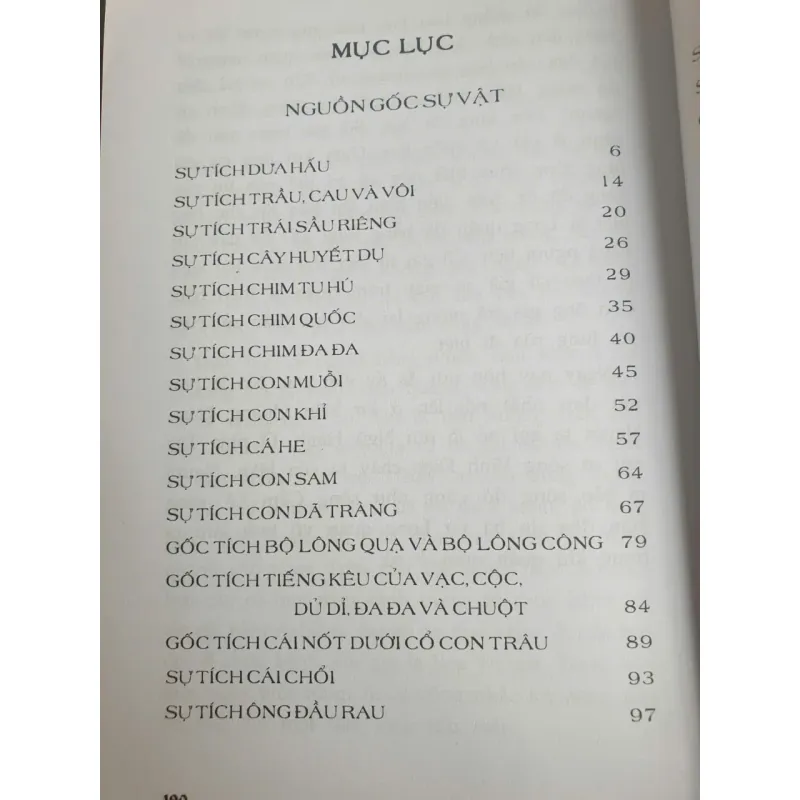 MỤC LỤC
NGUỒN GỐC SỰ VẬT
SỰ TÍCH DƯA HẤU 6
SỰ TÍCH TRẦU, CAU VÀ VÔI 14
SỰ TÍCH TRÁI SẦU RIÊNG 20
SỰ TÍCH CÂY HUYẾT DỤ 26
SỰ TÍCH CHIM TU HÚ 29
SỰ TÍCH CHIM QUỐC 35
SỰ TÍCH CHIM ĐA ĐA 40
SỰ TÍCH CON MUỖI 45
SỰ TÍCH CON KHỈ 52
SỰ TÍCH CÁ HE 57
SỰ TÍCH CON SAM 64
SỰ TÍCH CON DÃ TRÀNG 67
GỐC TÍCH BỘ LÔNG QUẠ VÀ BỘ LÔNG CÔNG 79
GỐC TÍCH TIẾNG KÊU CỦA VẠC, CỘC,
DỦ DỈ, ĐA ĐA VÀ CHUỘT 84
GỐC TÍCH CÁI NỐT DƯỚI CỔ CON TRÂU 89
SỰ TÍCH CÁI CHỔI 93
SỰ TÍCH ÔNG ĐẦU RAU 97